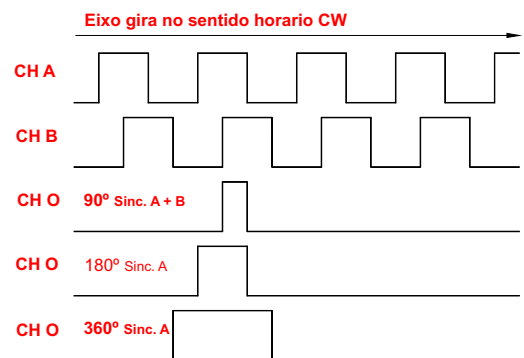 Eixo gira no sentido horario CW
CH A
CH B
CH O 90º Sinc. A + B
CH O 180º Sinc. A
CH O 360º Sinc. A